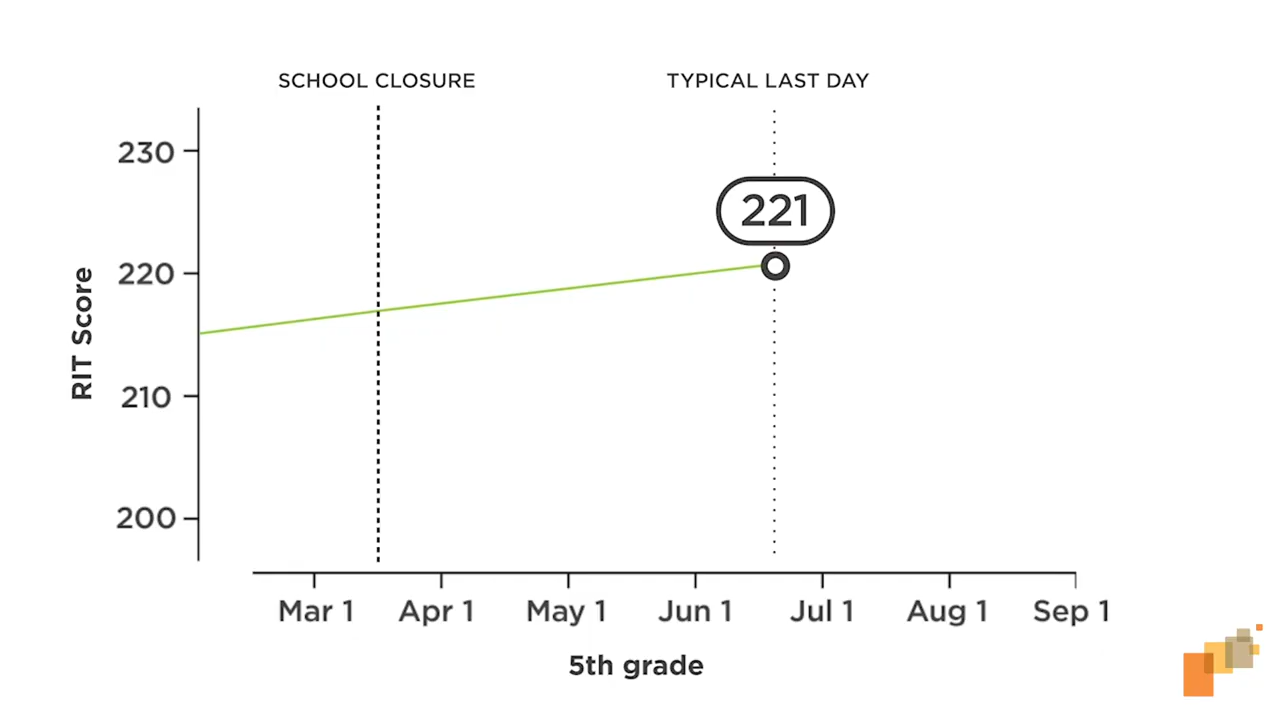 SCHOOL CLOSURE
TYPICAL LAST DAY
230
221
220
RIT Score
210
200
Mar 1
Apr 1
May 1
Jun 1
Jul 1
Aug 1
Sep 1
5th grade